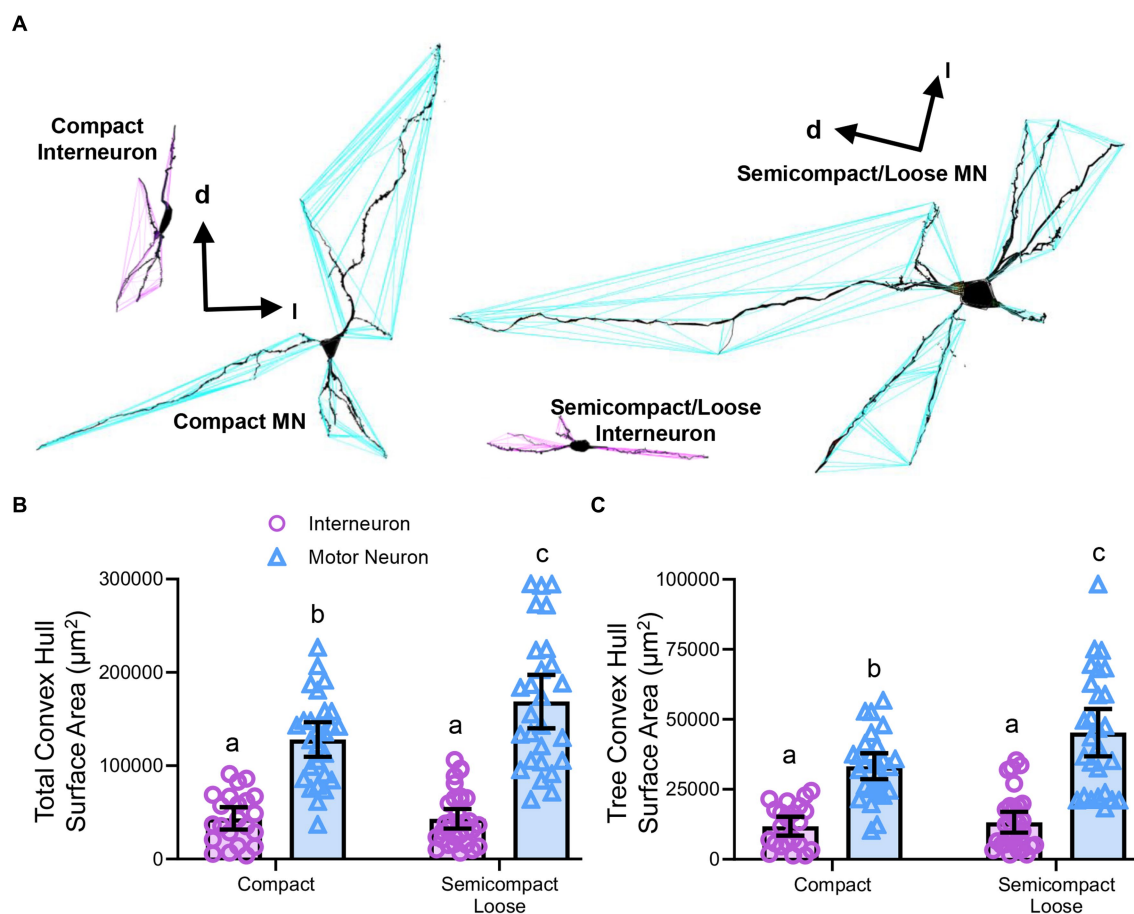 A
Compact
Interneuron
d
l
Compact MN
l
d
Semicompact/Loose MN
Semicompact/Loose
Interneuron
B
Interneuron
Motor Neuron
Total Convex Hull
Surface Area (µm²)
300000
200000
100000
0
a
b
a
c
Compact
Semicompact
Loose
C
Tree Convex Hull
Surface Area (µm²)
100000
75000
50000
25000
0
a
b
a
c
Compact
Semicompact
Loose